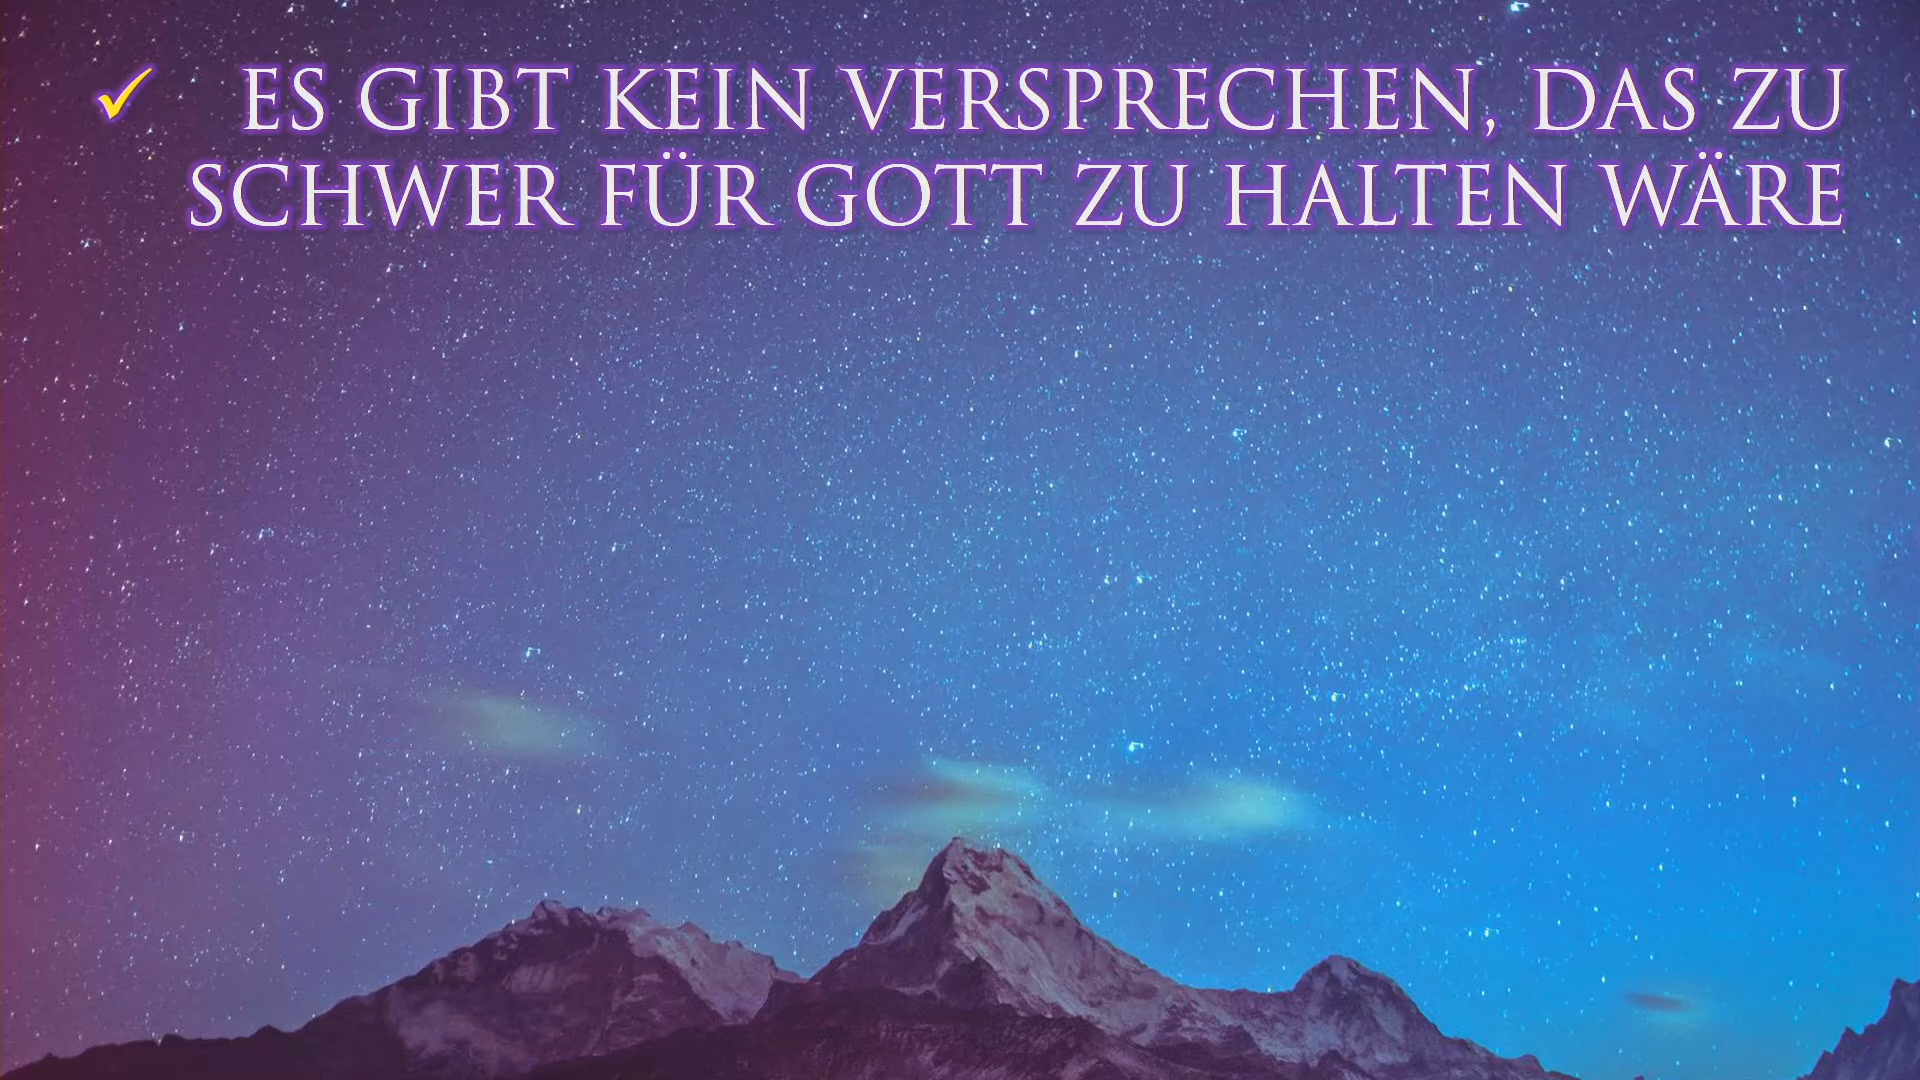 ✓ ES GIBT KEIN VERSPRECHEN, DAS ZU
SCHWER FÜR GOTT ZU HALTEN WÄRE